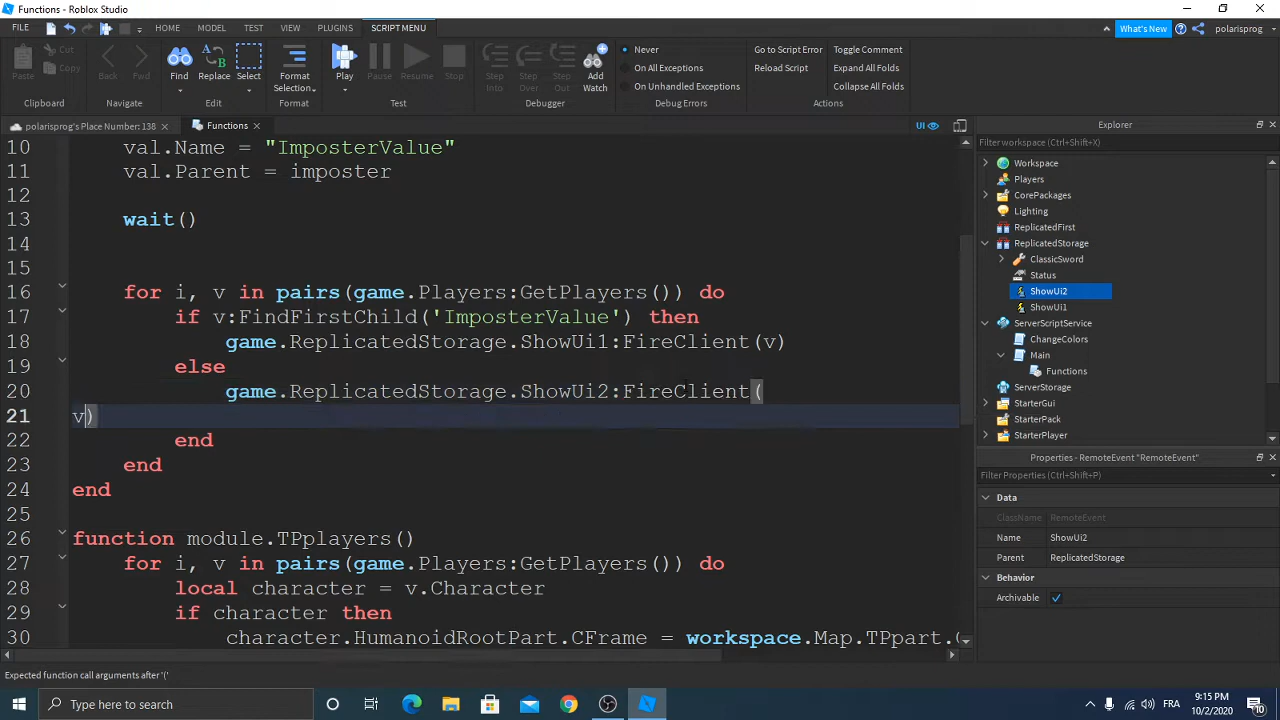 Functions - Roblox Studio
FILE HOME MODEL TEST VIEW PLUGINS SCRIPT MENU What's New polarisprog
Paste Cut Copy Back Fwd Find Replace Select Format Selection Play Pause Resume Stop Step Into Step Over Step Out Add Watch
Never Go to Script Error Toggle Comment
On All Exceptions Reload Script Expand All Folds
On Unhandled Exceptions Collapse All Folds
Clipboard Navigate Edit Format Test Debugger Debug Errors Actions
polarisprog's Place Number: 138 Functions UI
10 val.Name = "ImposterValue"
11 val.Parent = imposter
12
13 wait()
14
15
16 for i, v in pairs(game.Players:GetPlayers()) do
17 if v:FindFirstChild('ImposterValue') then
18 game.ReplicatedStorage.ShowUi1:FireClient(v)
19 else
20 game.ReplicatedStorage.ShowUi2:FireClient(
21 v)
22 end
23 end
24 end
25
26 function module.TPplayers()
27 for i, v in pairs(game.Players:GetPlayers()) do
28 local character = v.Character
29 if character then
30 character.HumanoidRootPart.CFrame = workspace.Map.TPpart.
Expected function call arguments after '('
Explorer
Filter workspace (Ctrl+Shift+X)
Workspace
Players
CorePackages
Lighting
ReplicatedFirst
ReplicatedStorage
ClassicSword
Status
ShowUi2
ShowUi1
ServerScriptService
ChangeColors
Main
Functions
ServerStorage
StarterGui
StarterPack
StarterPlayer
Properties - RemoteEvent "RemoteEvent"
Filter Properties (Ctrl+Shift+P)
Data
ClassName RemoteEvent
Name ShowUi2
Parent ReplicatedStorage
Behavior
Archivable
Type here to search
FRA
9:15 PM
10/2/2020
10